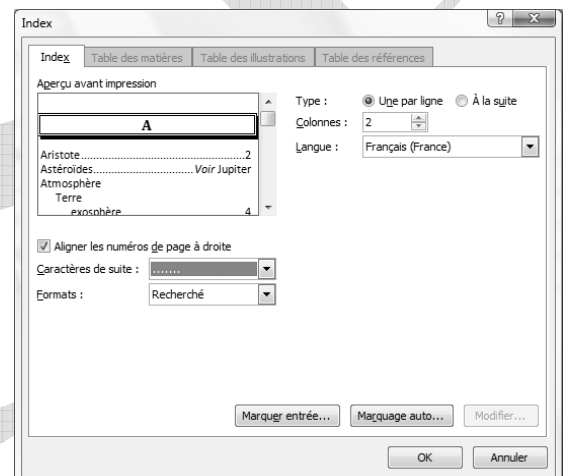 Index
Index Table des matières Table des illustrations Table des références
Aperçu avant impression
A
Aristote.....................................................2
Astéroïdes................................Voir Jupiter
Atmosphère
Terre
exosphère 4
Type : Une par ligne À la suite
Colonnes : 2
Langue : Français (France)
Aligner les numéros de page à droite
Caractères de suite : .......
Formats : Recherché
Marquer entrée... Marquage auto... Modifier...
OK Annuler